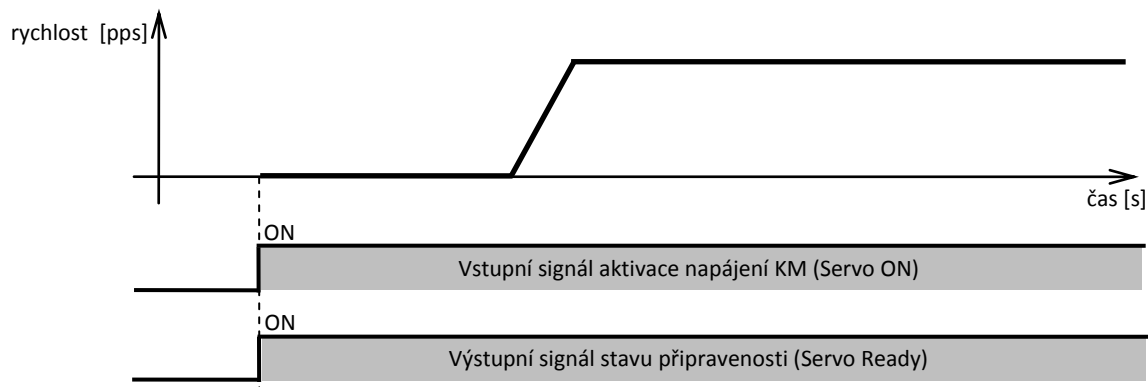 rychlost [pps]
čas [s]
ON
Vstupní signál aktivace napájení KM (Servo ON)
ON
Výstupní signál stavu připravenosti (Servo Ready)